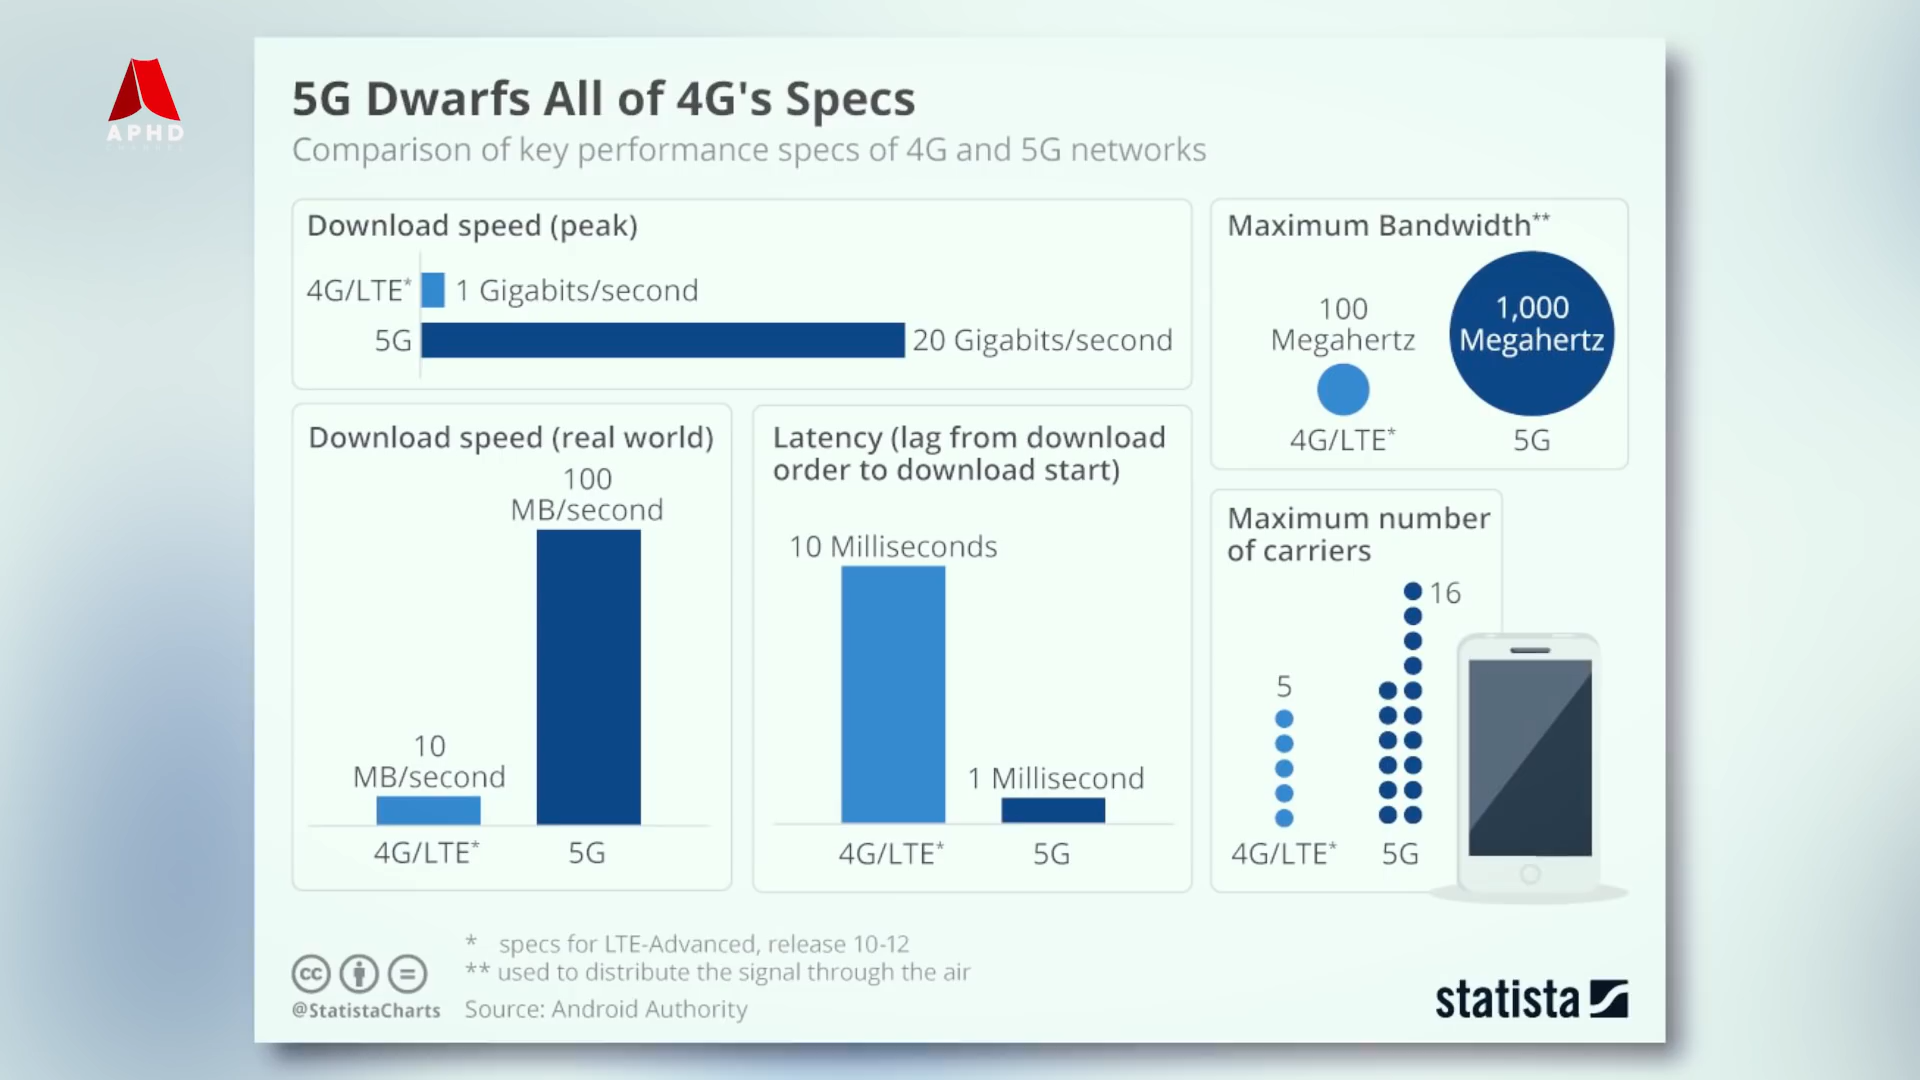 APHD
5G Dwarfs All of 4G's Specs
Comparison of key performance specs of 4G and 5G networks
Download speed (peak)
4G/LTE* 1 Gigabits/second
5G 20 Gigabits/second
Maximum Bandwidth**
100
Megahertz
1,000
Megahertz
4G/LTE* 5G
Download speed (real world)
100
MB/second
10
MB/second
4G/LTE* 5G
Latency (lag from download
order to download start)
10 Milliseconds
1 Millisecond
4G/LTE* 5G
Maximum number
of carriers
16
5
4G/LTE* 5G
* specs for LTE-Advanced, release 10-12
** used to distribute the signal through the air
cc
@StatistaCharts
Source: Android Authority
statista